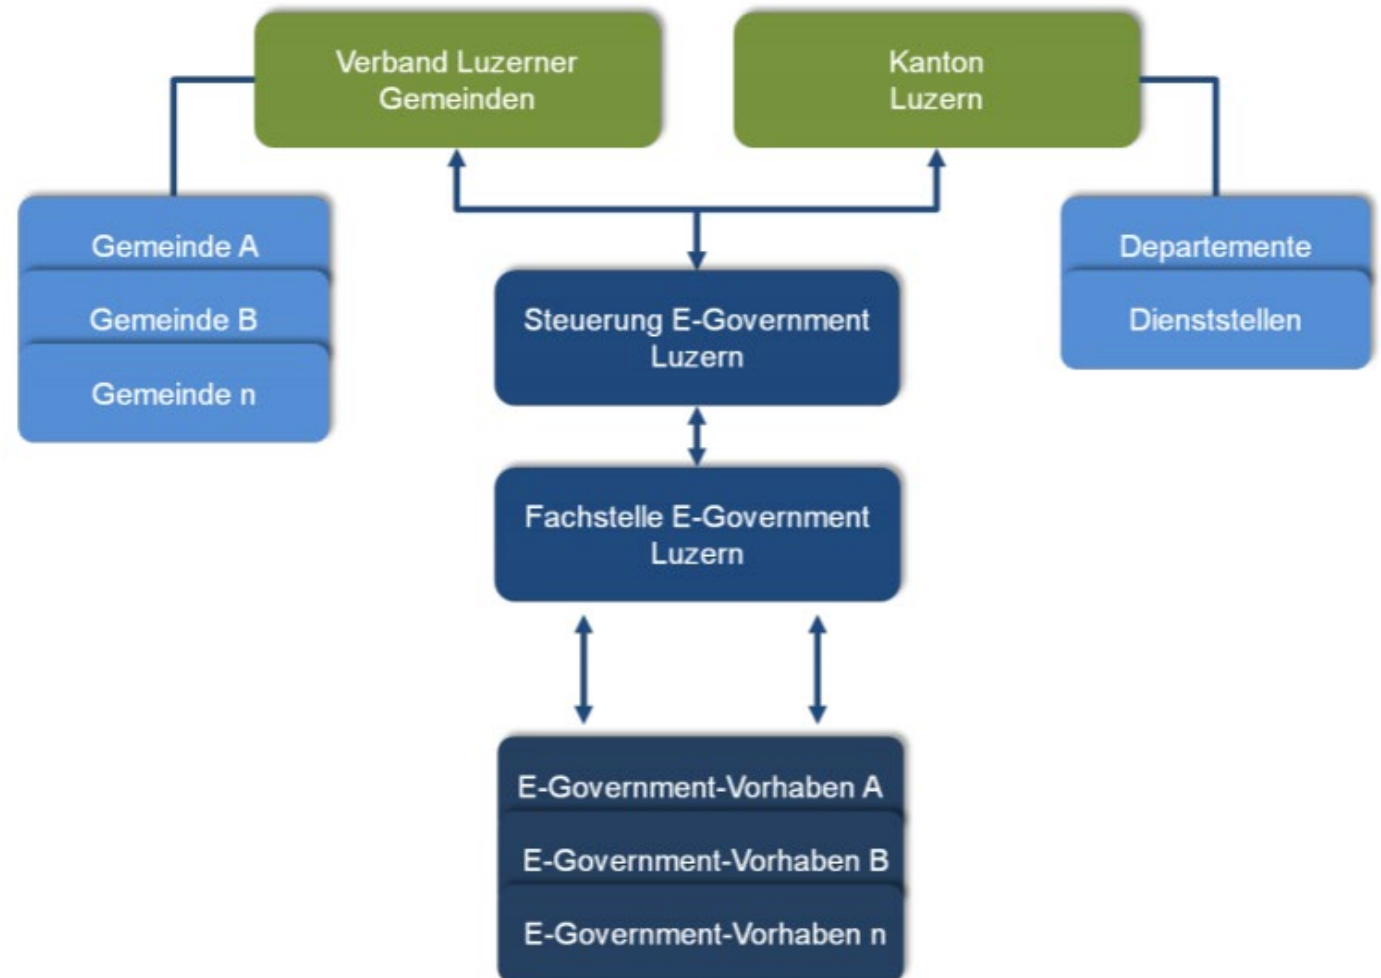 Verband Luzerner
Gemeinden
Kanton
Luzern
Gemeinde A
Gemeinde B
Gemeinde n
Departemente
Dienststellen
Steuerung E-Government
Luzern
Fachstelle E-Government
Luzern
E-Government-Vorhaben A
E-Government-Vorhaben B
E-Government-Vorhaben n